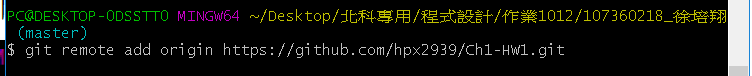 PC@DESKTOP-0DSSTT0 MINGW64 ~/Desktop/北科專用/程式設計/作業1012/107360218_徐培翔
(master)
$ git remote add origin https://github.com/hpx2939/Ch1-HW1.git